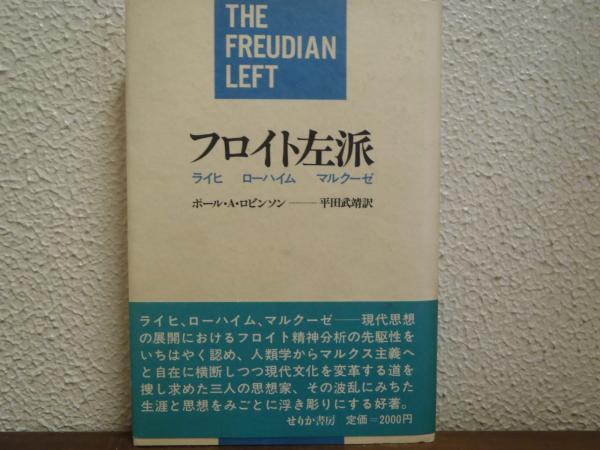 THE
FREUDIAN
LEFT
フロイト左派
ライヒ ローハイム マルクーゼ
ポール・A・ロビンソン――平田武靖訳
ライヒ、ローハイム、マルクーゼ――現代思想
の展開におけるフロイト精神分析の先駆性を
いちはやく認め、人類学からマルクス主義へ
と自在に横断しつつ現代文化を変革する道を
捜し求めた三人の思想家、その波乱にみちた
生涯と思想をみごとに浮き彫りにする好著。
せりか書房 定価=2000円